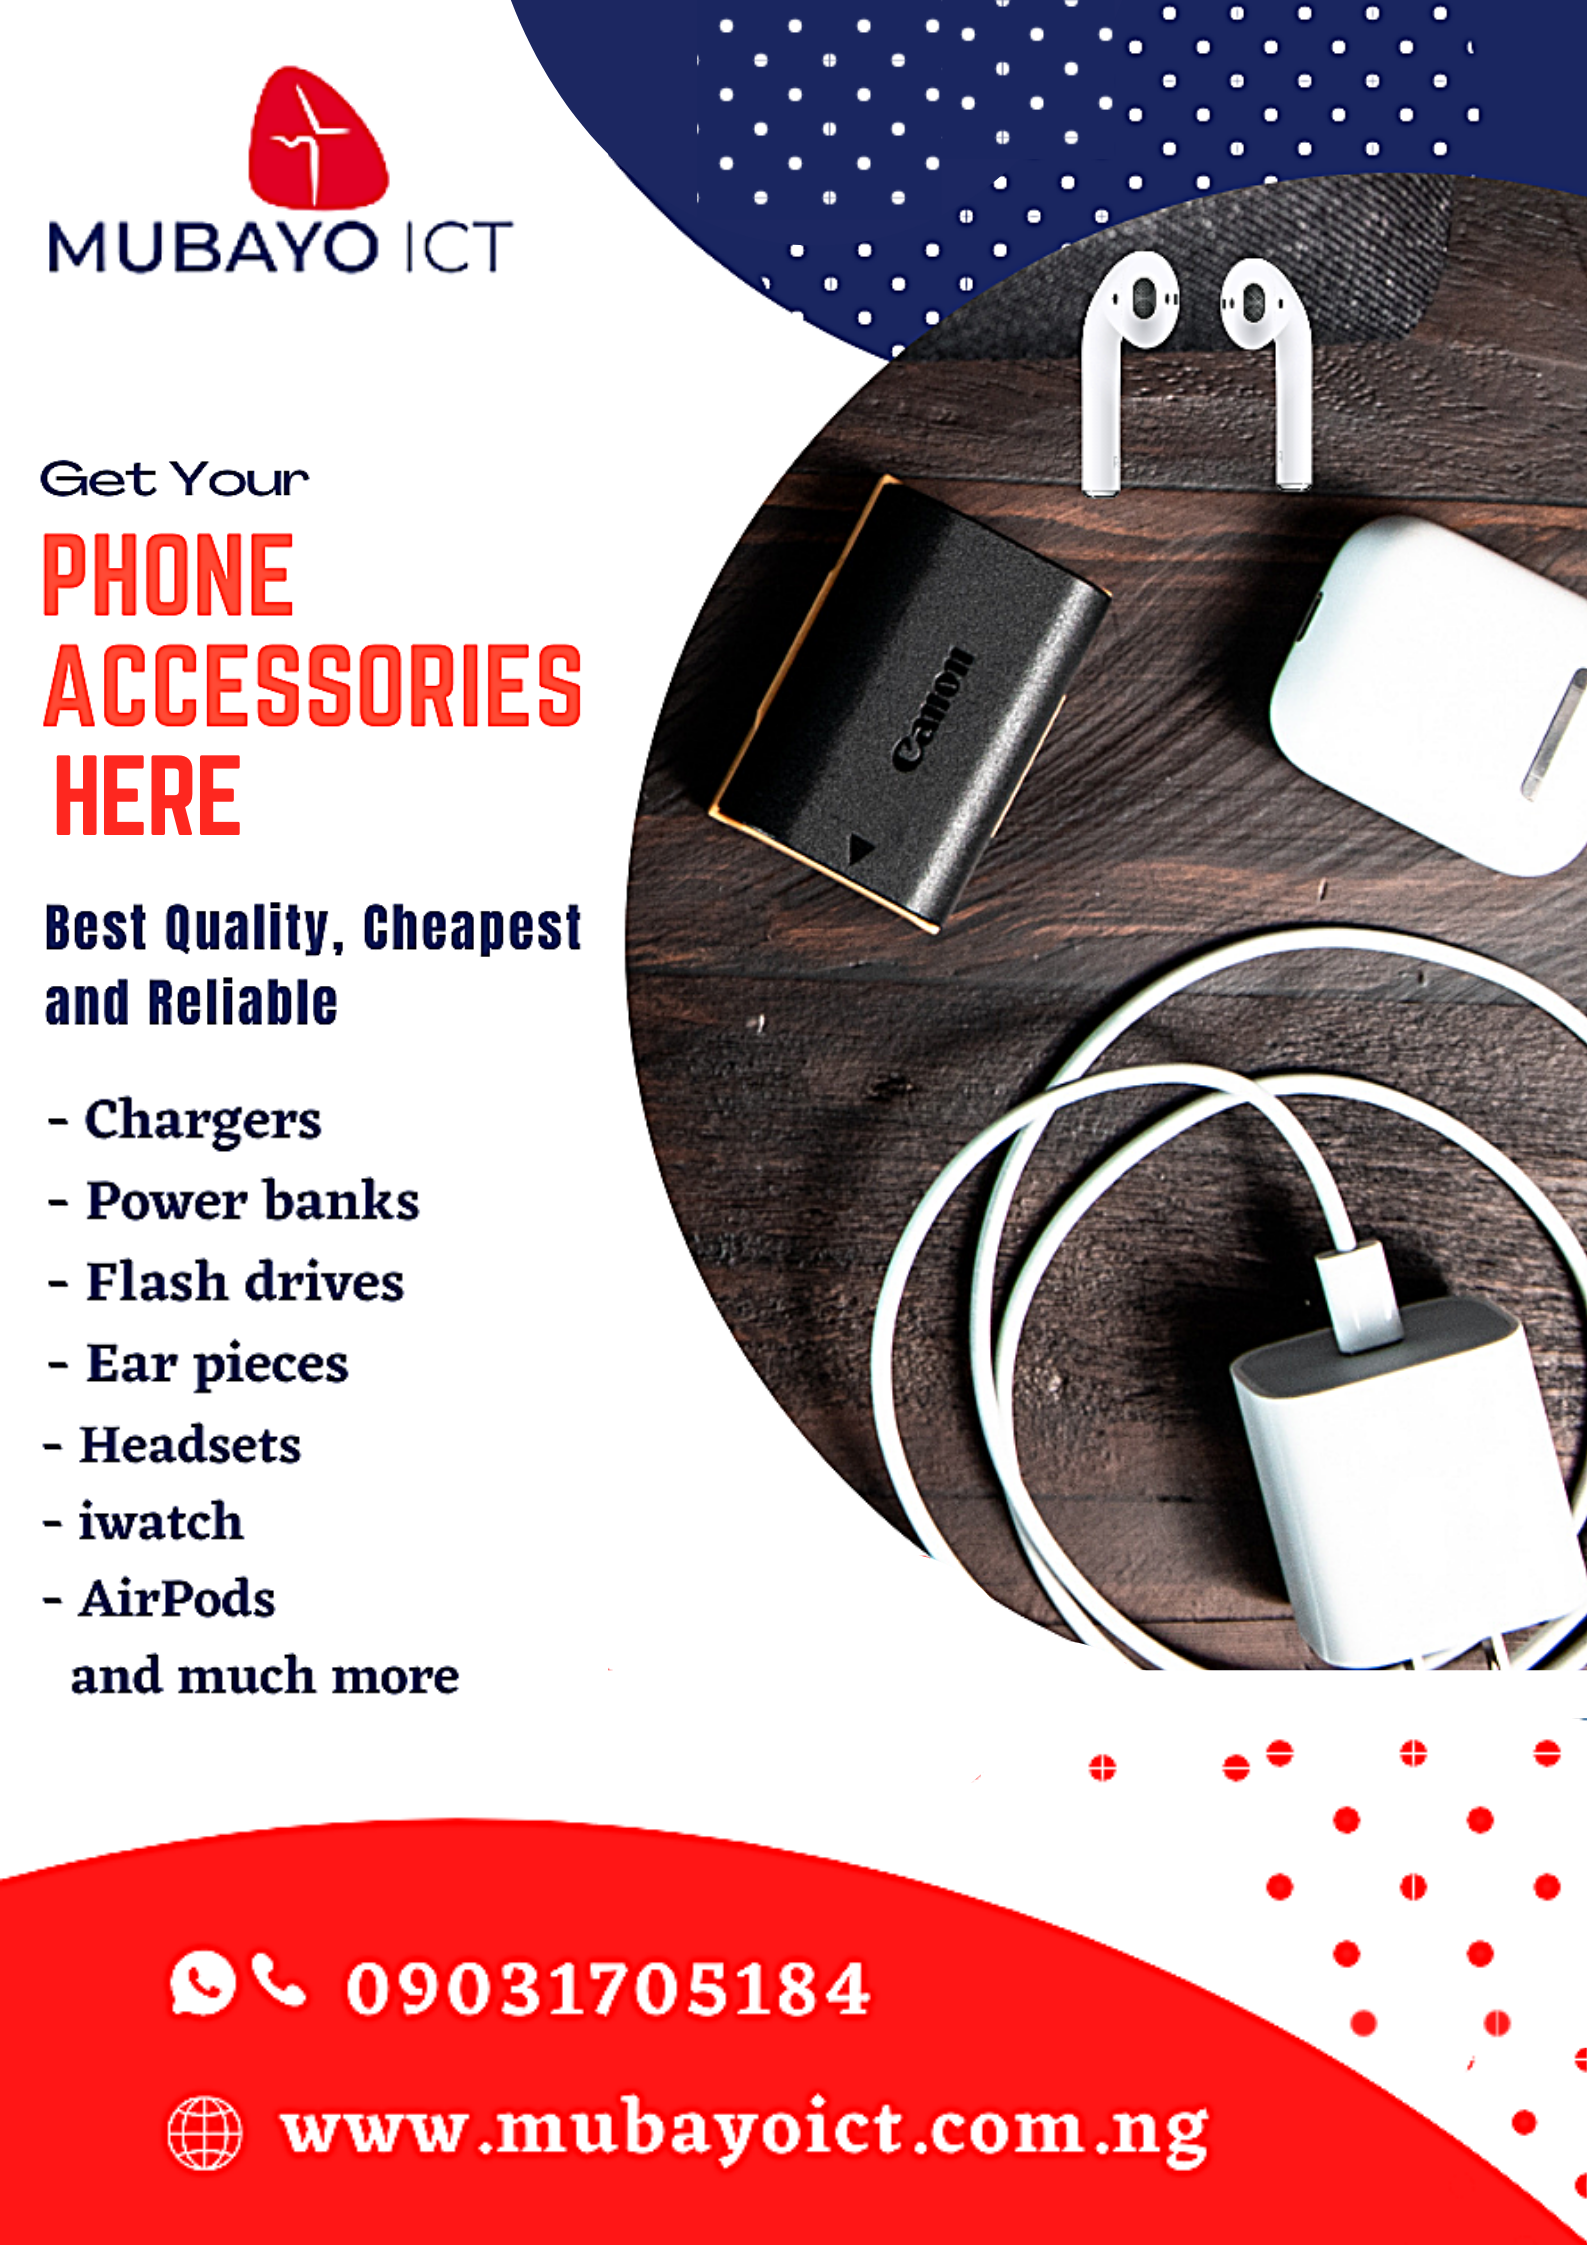 MUBAYO ICT
Get Your
PHONE
ACCESSORIES
HERE
Best Quality, Cheapest
and Reliable
- Chargers
- Power banks
- Flash drives
- Ear pieces
- Headsets
- iwatch
- AirPods
and much more
Canon
09031705184
www.mubayoict.com.ng